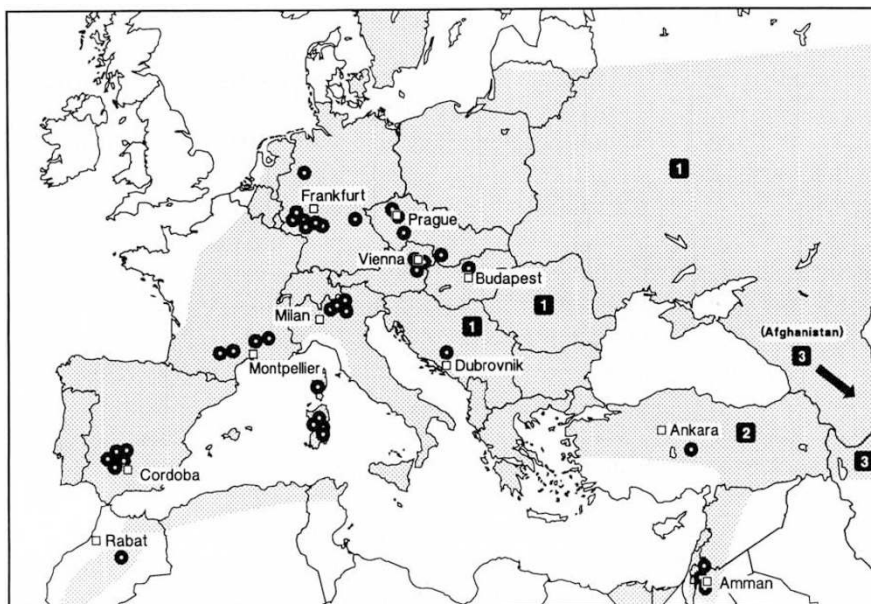 1
Frankfurt
Prague
Vienna
Budapest
1
1
Milan
(Afghanistan)
3
Montpellier
Dubrovnik
Ankara
2
Cordoba
3
Rabat
Amman